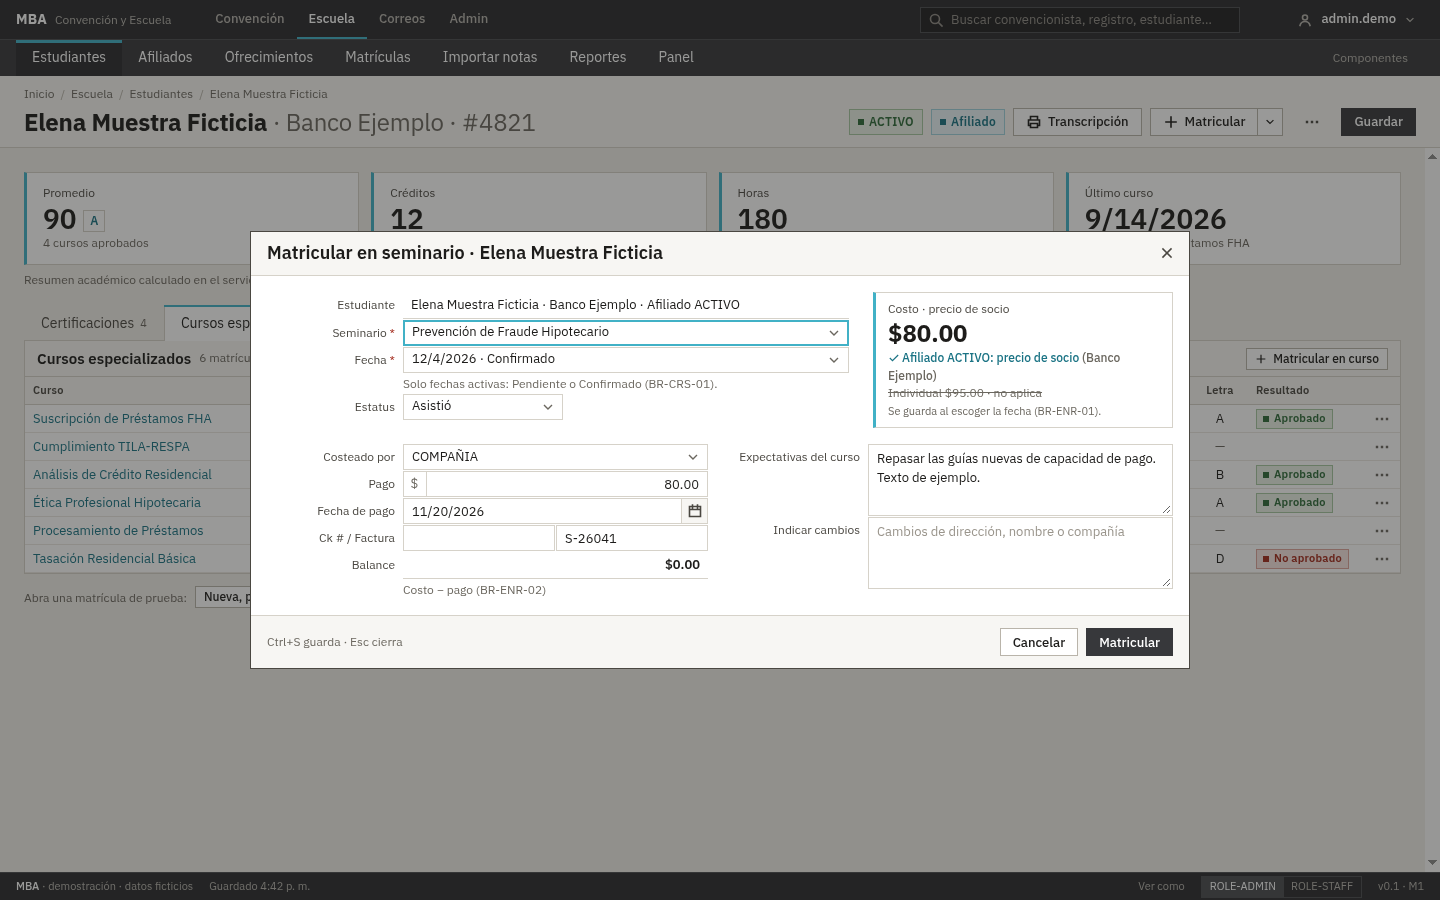 MBA Convención y Escuela Convención Escuela Correos Admin Buscar convencionista, registro, estudiante... admin.demo
Estudiantes Afiliados Ofrecimientos Matrículas Importar notas Reportes Panel Componentes
Inicio / Escuela / Estudiantes / Elena Muestra Ficticia
Elena Muestra Ficticia · Banco Ejemplo · #4821 ACTIVO Afiliado Transcripción Matricular Guardar
Promedio Créditos Horas Último curso
90 A 12 180 9/14/2026
4 cursos aprobados tamos FHA
Resumen académico calculado en el servi
Certificaciones 4 Cursos esp
Cursos especializados 6 matrícu Matricular en curso
Curso Letra Resultado
Suscripción de Préstamos FHA A Aprobado
Cumplimiento TILA-RESPA —
Análisis de Crédito Residencial B Aprobado
Ética Profesional Hipotecaria A Aprobado
Procesamiento de Préstamos —
Tasación Residencial Básica D No aprobado
Abra una matrícula de prueba: Nueva, p
Matricular en seminario · Elena Muestra Ficticia
Estudiante Elena Muestra Ficticia · Banco Ejemplo · Afiliado ACTIVO
Seminario * Prevención de Fraude Hipotecario
Fecha * 12/4/2026 · Confirmado
Solo fechas activas: Pendiente o Confirmado (BR-CRS-01).
Estatus Asistió
Costo · precio de socio
$80.00
✓ Afiliado ACTIVO: precio de socio (Banco
Ejemplo)
Individual $95.00 · no aplica
Se guarda al escoger la fecha (BR-ENR-01).
Costeado por COMPAÑIA
Pago $ 80.00
Fecha de pago 11/20/2026
Ck # / Factura S-26041
Balance $0.00
Costo – pago (BR-ENR-02)
Expectativas del curso Repasar las guías nuevas de capacidad de pago.
Texto de ejemplo.
Indicar cambios Cambios de dirección, nombre o compañía
Ctrl+S guarda · Esc cierra Cancelar Matricular
MBA · demostración · datos ficticios Guardado 4:42 p. m. Ver como ROLE-ADMIN ROLE-STAFF v0.1 · M1